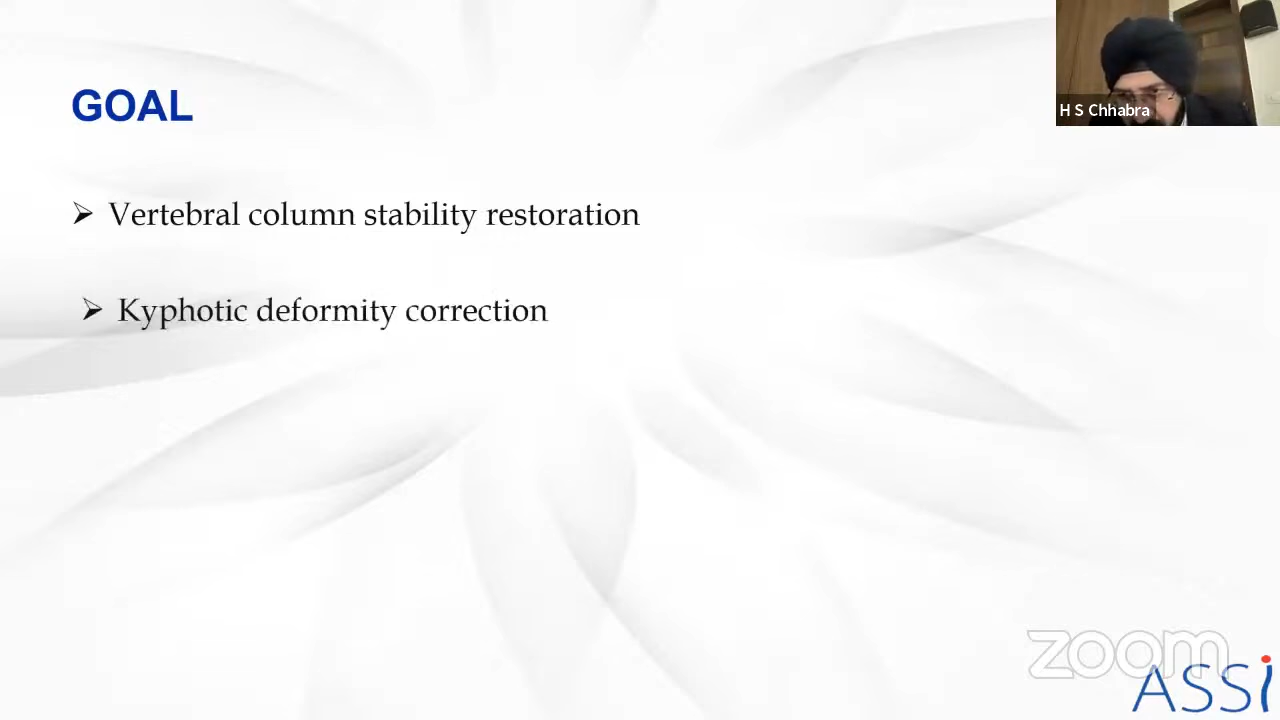 GOAL
H S Chhabra
Vertebral column stability restoration
Kyphotic deformity correction
zoom
ASSi